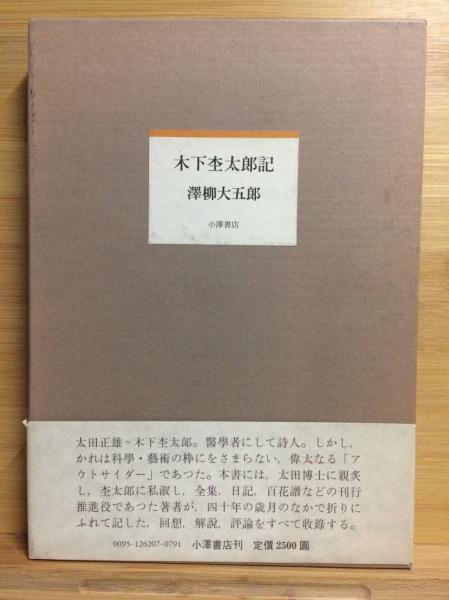 木下杢太郎記
澤柳大五郎
小澤書店
太田正雄=木下杢太郎。醫學者にして詩人。しかし,
かれは科學・藝術の枠にをさまらない, 偉大なる「ア
ウトサイダー」であつた。本書には, 太田博士に親炙
し, 杢太郎に私淑し, 全集, 日記, 百花譜などの刊行
推進役であつた著者が, 四十年の歳月のなかで折りに
ふれて記した, 回想, 解説, 評論をすべて收錄する。
0095-126207-0791 小澤書店刊 定價2500圓